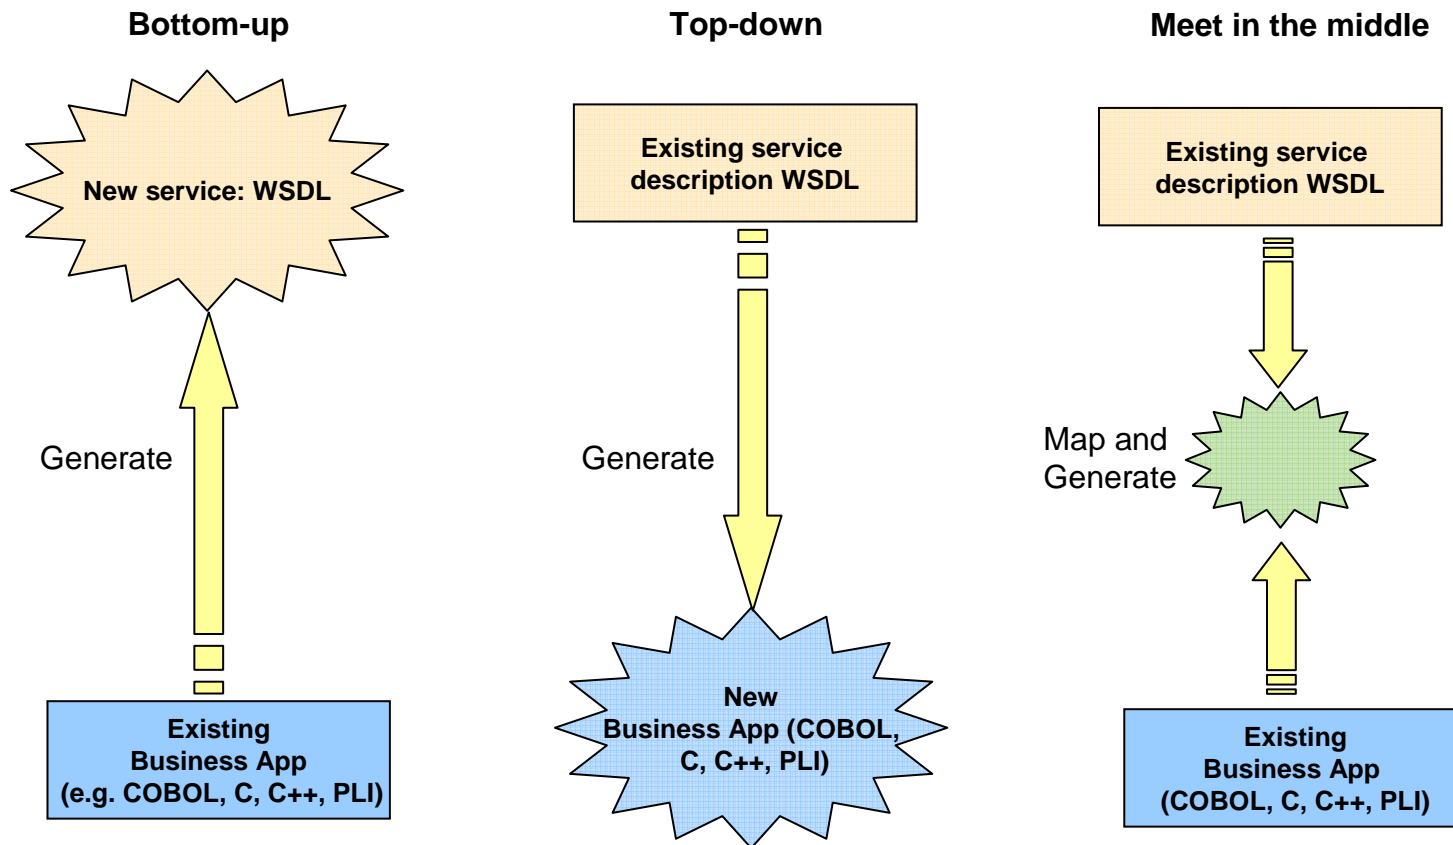 Bottom-up
New service: WSDL
Generate
Existing
Business App
(e.g. COBOL, C, C++, PLI)
Top-down
Existing service
description WSDL
Generate
New
Business App (COBOL,
C, C++, PLI)
Meet in the middle
Existing service
description WSDL
Map and
Generate
Existing
Business App
(COBOL, C, C++, PLI)